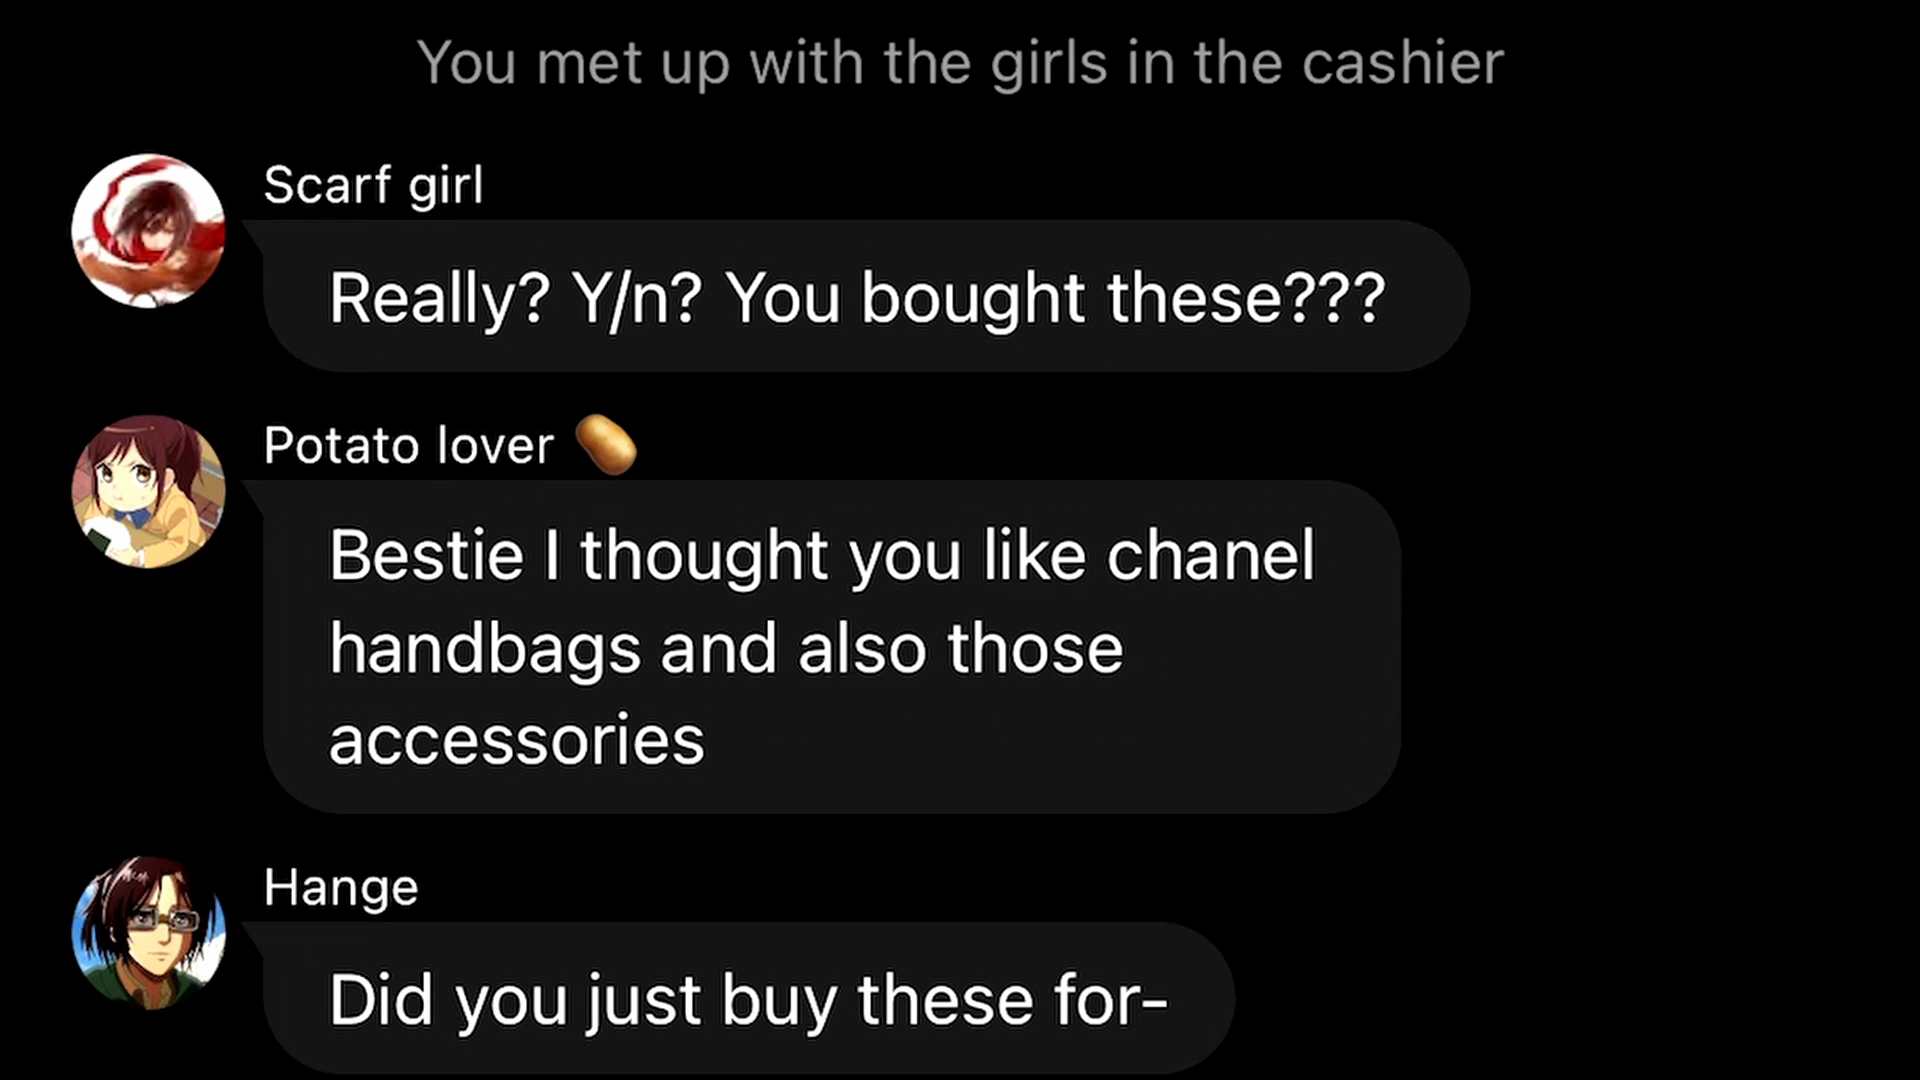 You met up with the girls in the cashier
Scarf girl
Really? Y/n? You bought these???
Potato lover 🥔
Bestie I thought you like chanel
handbags and also those
accessories
Hange
Did you just buy these for-